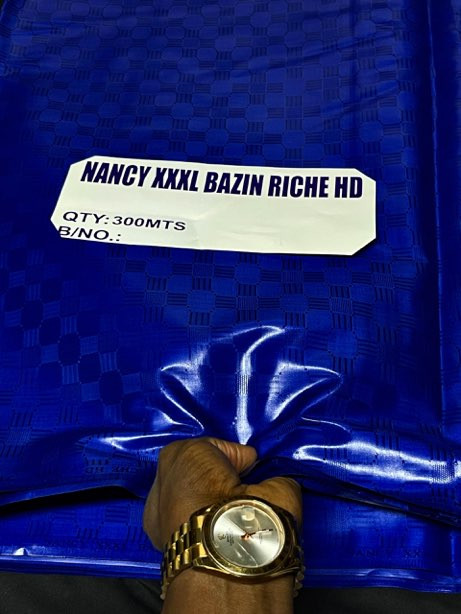 NANCY XXXL BAZIN RICHE HD
QTY: 300MTS
B/NO.: